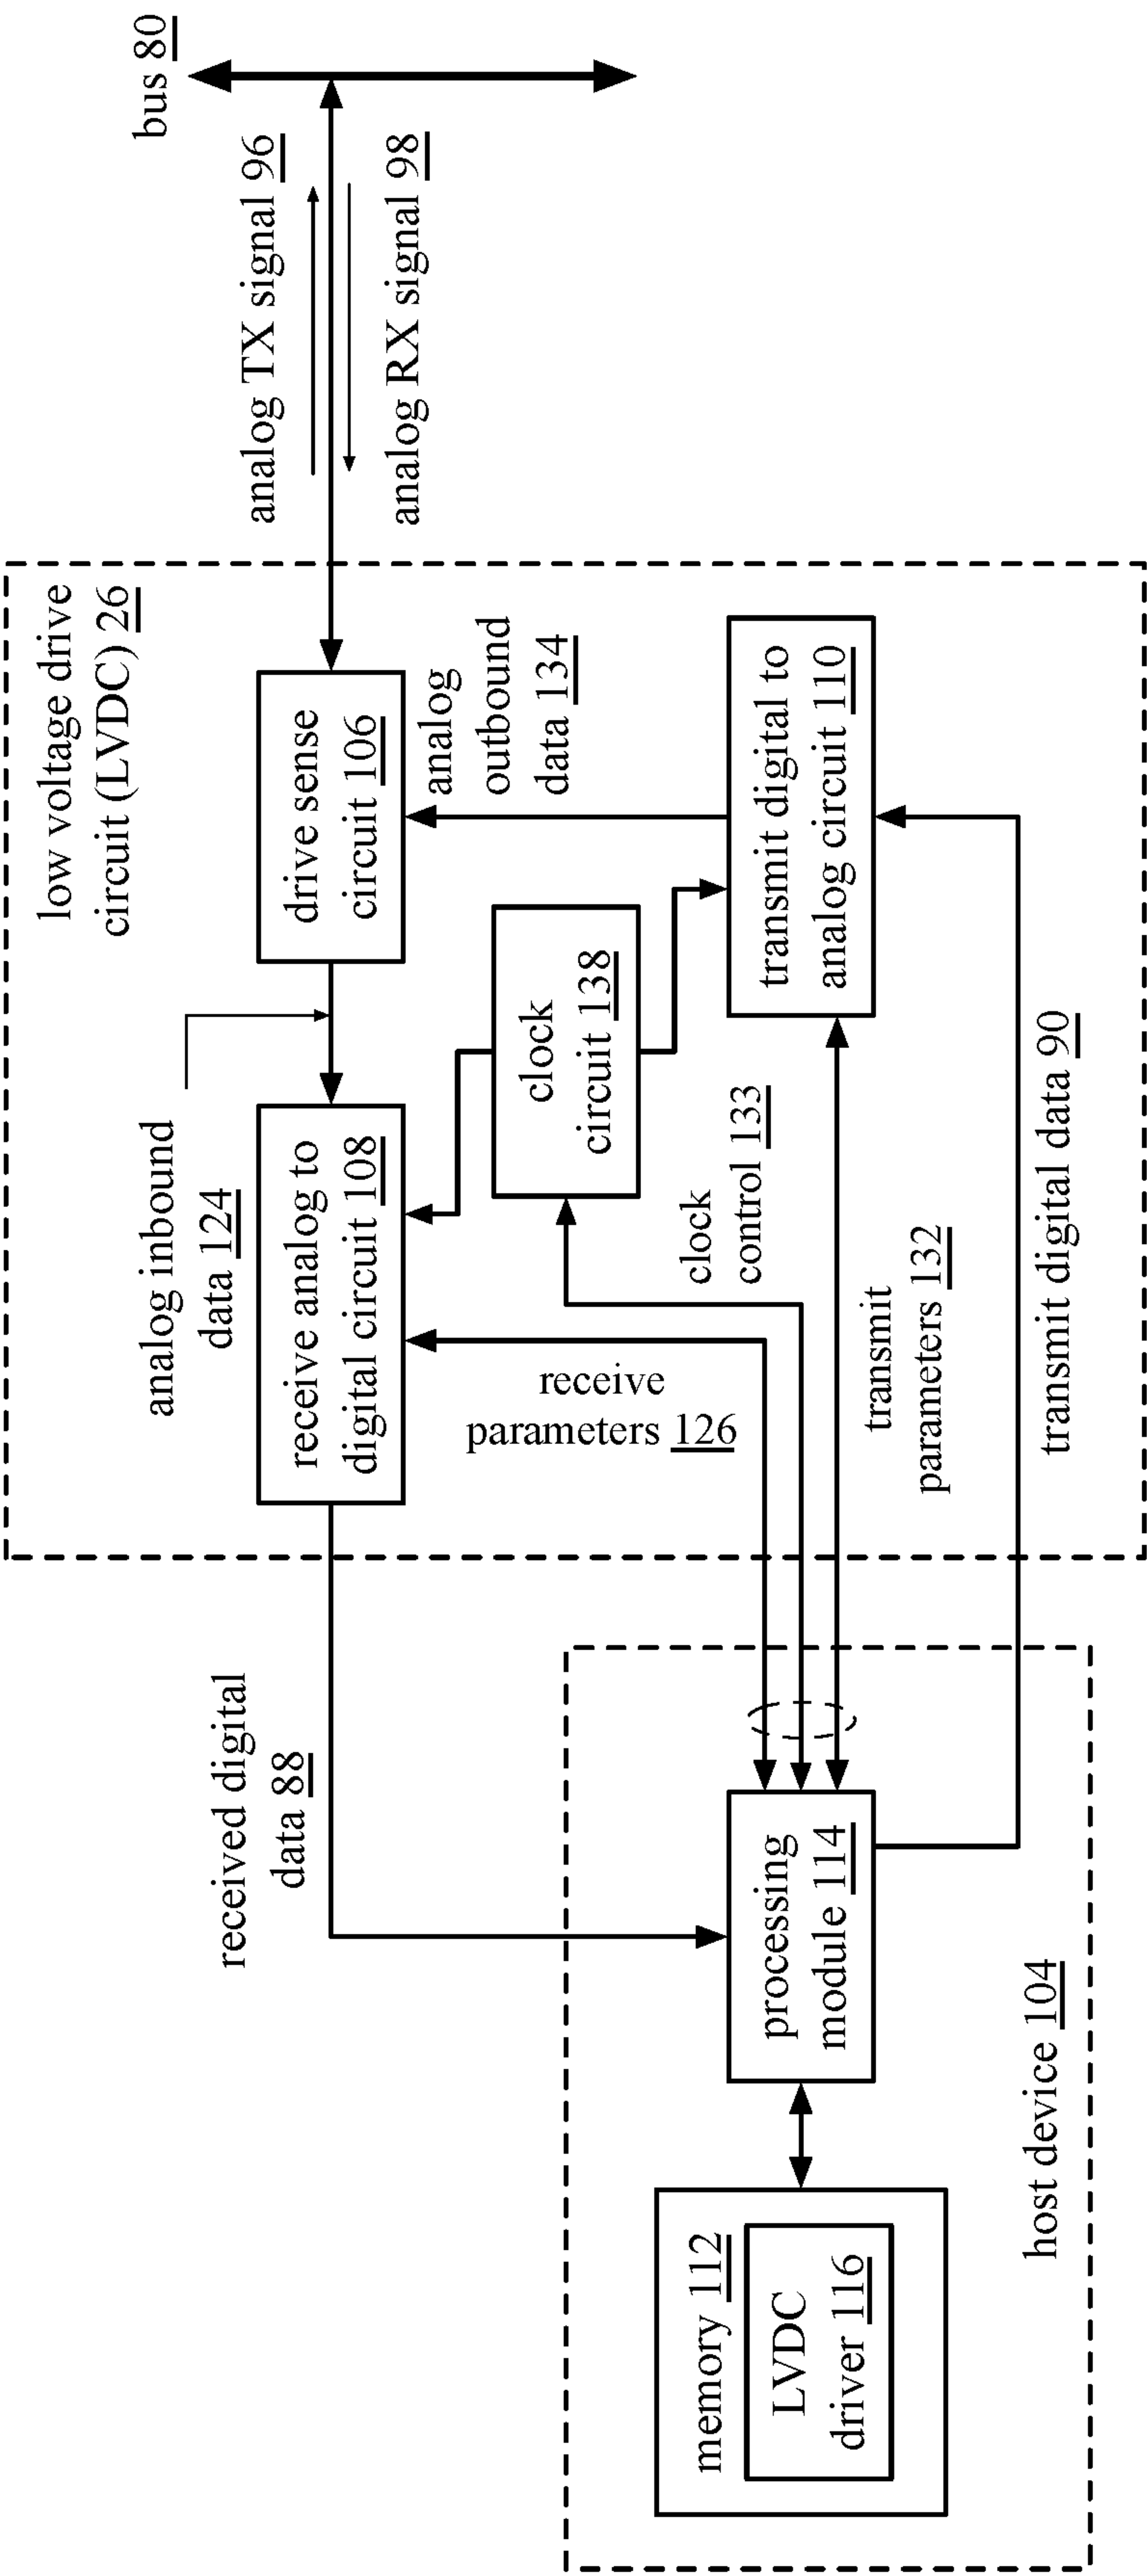 low voltage drive
circuit (LVDC) 26
bus 80
analog TX signal 96
analog RX signal 98
received digital
data 88
analog inbound
data 124
receive analog to
digital circuit 108
drive sense
circuit 106
analog
outbound
data 134
clock
circuit 138
receive
parameters 126
clock
control 133
transmit digital to
analog circuit 110
transmit
parameters 132
transmit digital data 90
memory 112
LVDC
driver 116
processing
module 114
host device 104